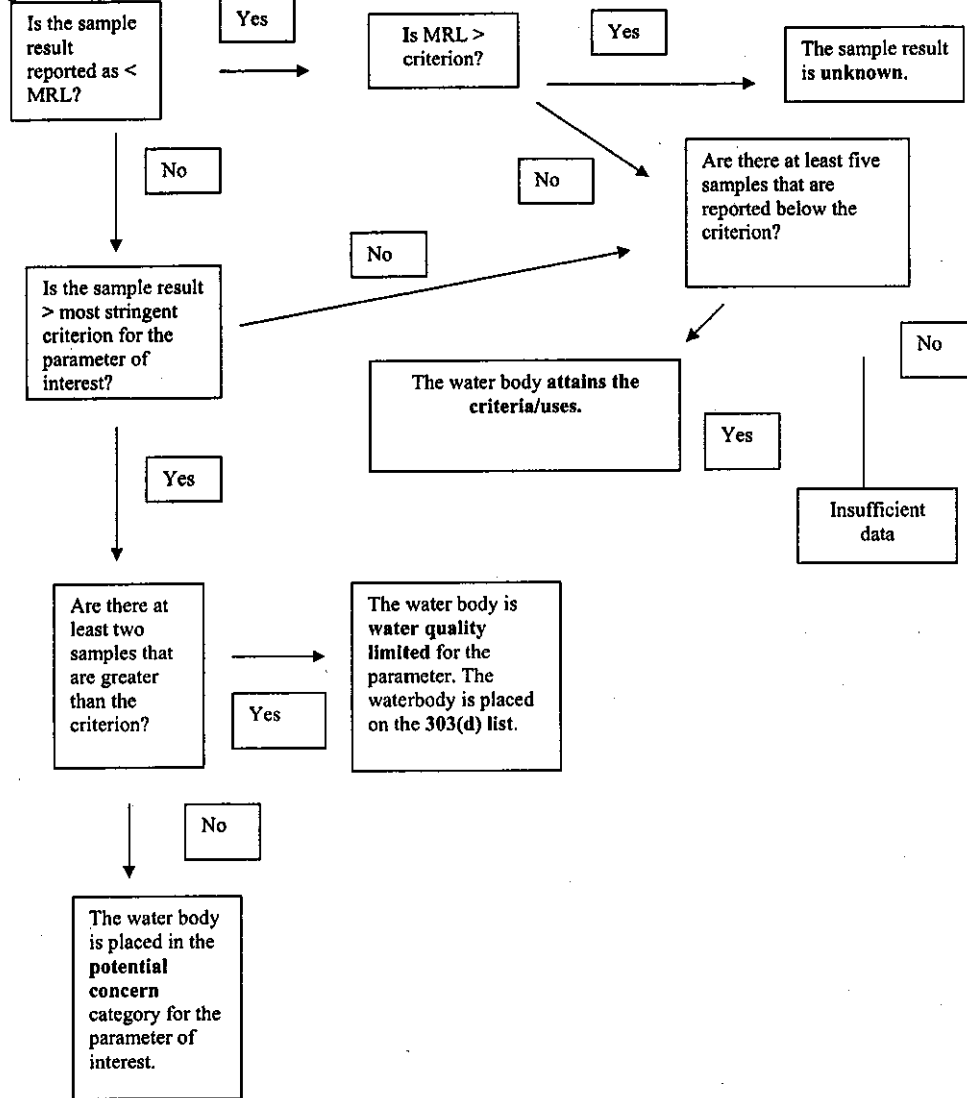 Is the sample
result
reported as <
MRL?
Yes
Is MRL >
criterion?
Yes
The sample result
is unknown.
No
No
Are there at least five
samples that are
reported below the
criterion?
No
Is the sample result
> most stringent
criterion for the
parameter of
interest?
No
The water body attains the
criteria/uses.
Yes
Yes
Insufficient
data
Are there at
least two
samples that
are greater
than the
criterion?
Yes
The water body is
water quality
limited for the
parameter. The
waterbody is placed
on the 303(d) list.
No
The water body
is placed in the
potential
concern
category for the
parameter of
interest.